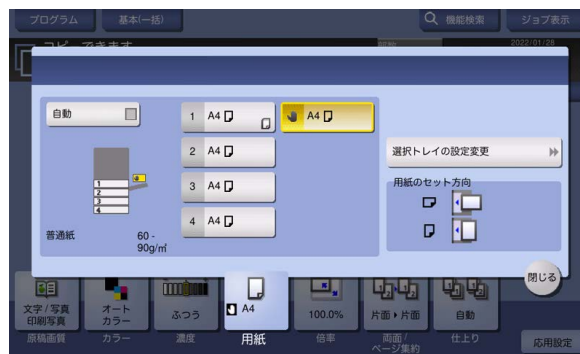 プログラム
基本(一括)
機能検索
ジョブ表示
コピーできます
2022/01/28
自動
1 A4
A4
2 A4
3 A4
4 A4
選択トレイの設定変更
用紙のセット方向
1
2
3
4
普通紙
60 -
90g/㎡
閉じる
文字/写真
印刷写真
オート
カラー
ふつう
A4
100.0%
片面▶片面
自動
原稿画質
カラー
濃度
用紙
倍率
両面/
ページ集約
仕上り
応用設定